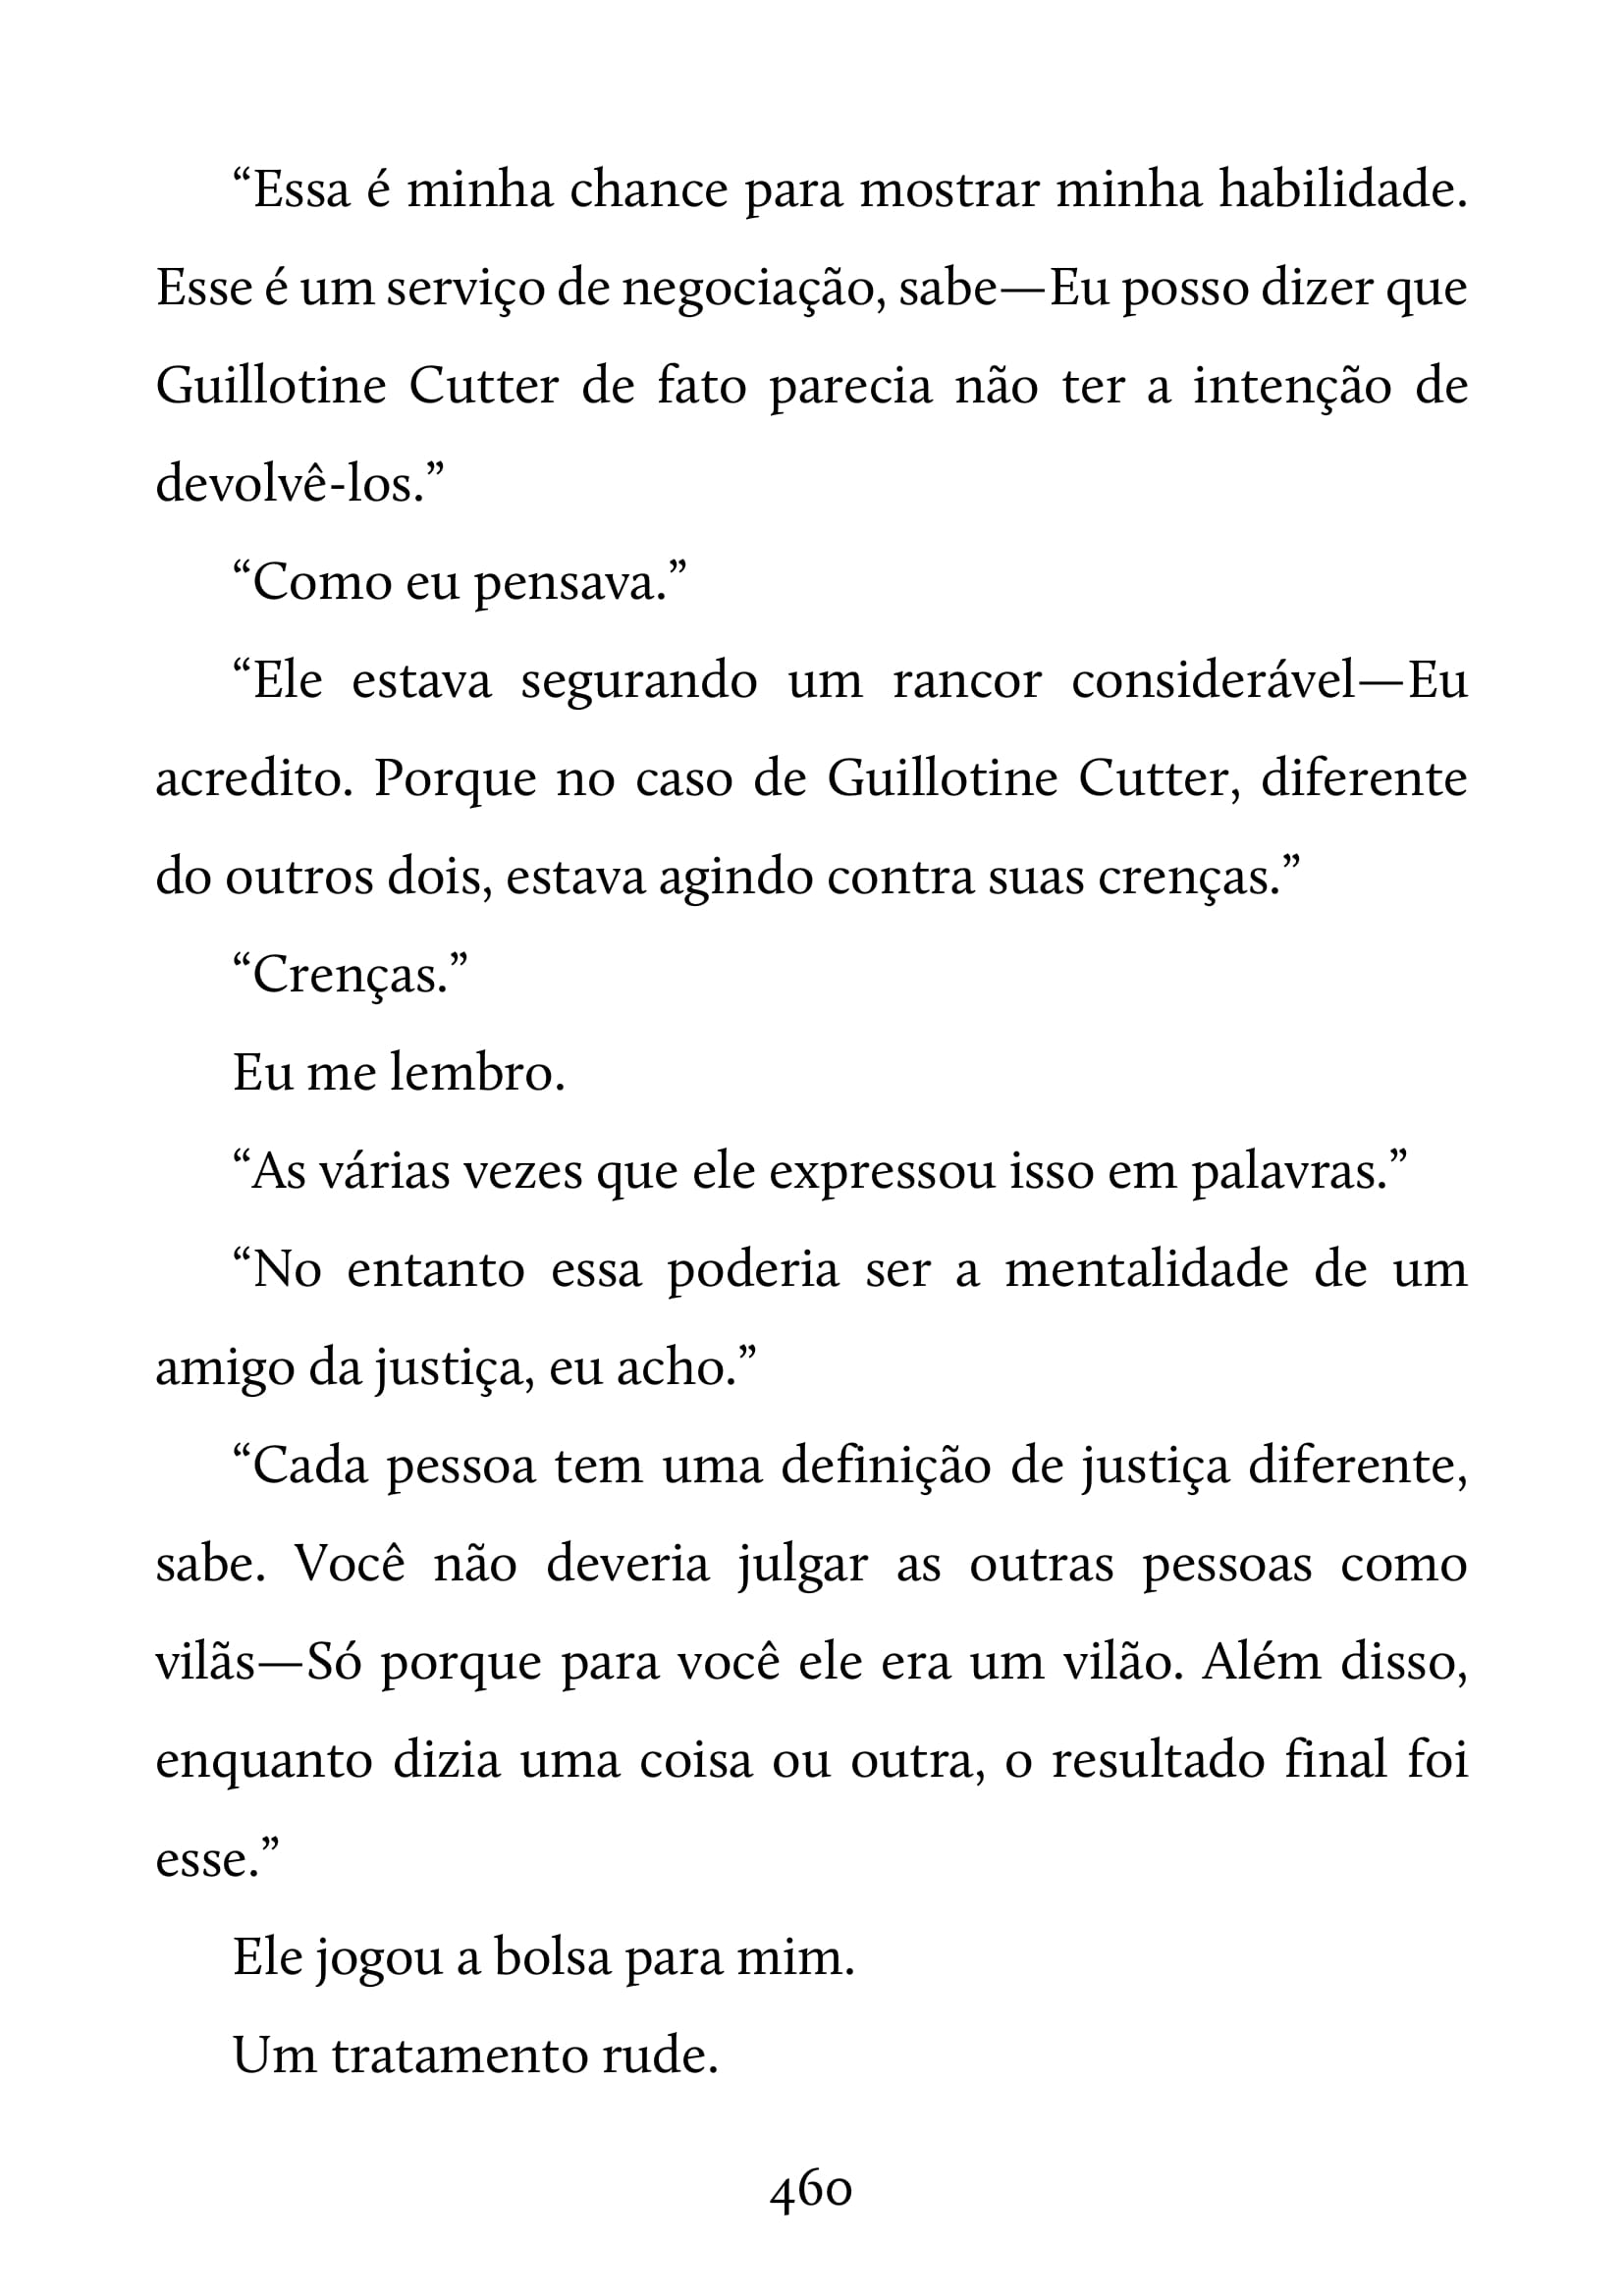 “Essa é minha chance para mostrar minha habilidade.
Esse é um serviço de negociação, sabe—Eu posso dizer que
Guillotine Cutter de fato parecia não ter a intenção de
devolvê-los.”
“Como eu pensava.”
“Ele estava segurando um rancor considerável—Eu
acredito. Porque no caso de Guillotine Cutter, diferente
do outros dois, estava agindo contra suas crenças.”
“Crenças.”
Eu me lembro.
“As várias vezes que ele expressou isso em palavras.”
“No entanto essa poderia ser a mentalidade de um
amigo da justiça, eu acho.”
“Cada pessoa tem uma definição de justiça diferente,
sabe. Você não deveria julgar as outras pessoas como
vilãs—Só porque para você ele era um vilão. Além disso,
enquanto dizia uma coisa ou outra, o resultado final foi
esse.”
Ele jogou a bolsa para mim.
Um tratamento rude.
460